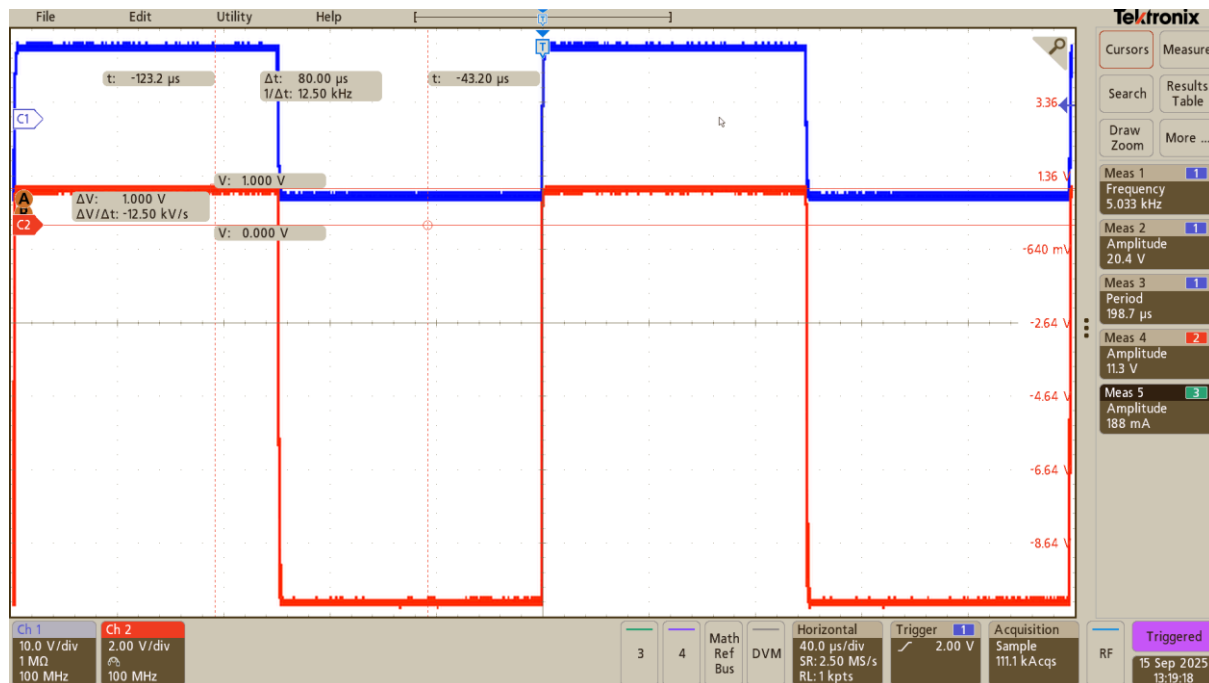 File Edit Utility Help
Tektronix
T
T
Cursors Measure
t: -123.2 µs
Δt: 80.00 µs
1/Δt: 12.50 kHz
t: -43.20 µs
Search Results
Table
3.36
C1
Draw
Zoom
More ...
V: 1.000 V
1.36 V
Meas 1 1
Frequency
5.033 kHz
A
ΔV: 1.000 V
ΔV/Δt: -12.50 kV/s
C2
V: 0.000 V
Meas 2 1
Amplitude
20.4 V
-640 mV
Meas 3 1
Period
198.7 µs
-2.64 V
Meas 4 2
Amplitude
11.3 V
-4.64 V
Meas 5 3
Amplitude
188 mA
-6.64 V
-8.64 V
Ch 1
10.0 V/div
1 MΩ
100 MHz
Ch 2
2.00 V/div
100 MHz
3
4
Math
Ref
Bus
DVM
Horizontal
40.0 µs/div
SR: 2.50 MS/s
RL: 1 kpts
Trigger 1
2.00 V
Acquisition
Sample
111.1 kAcqs
RF
Triggered
15 Sep 2025
13:19:18